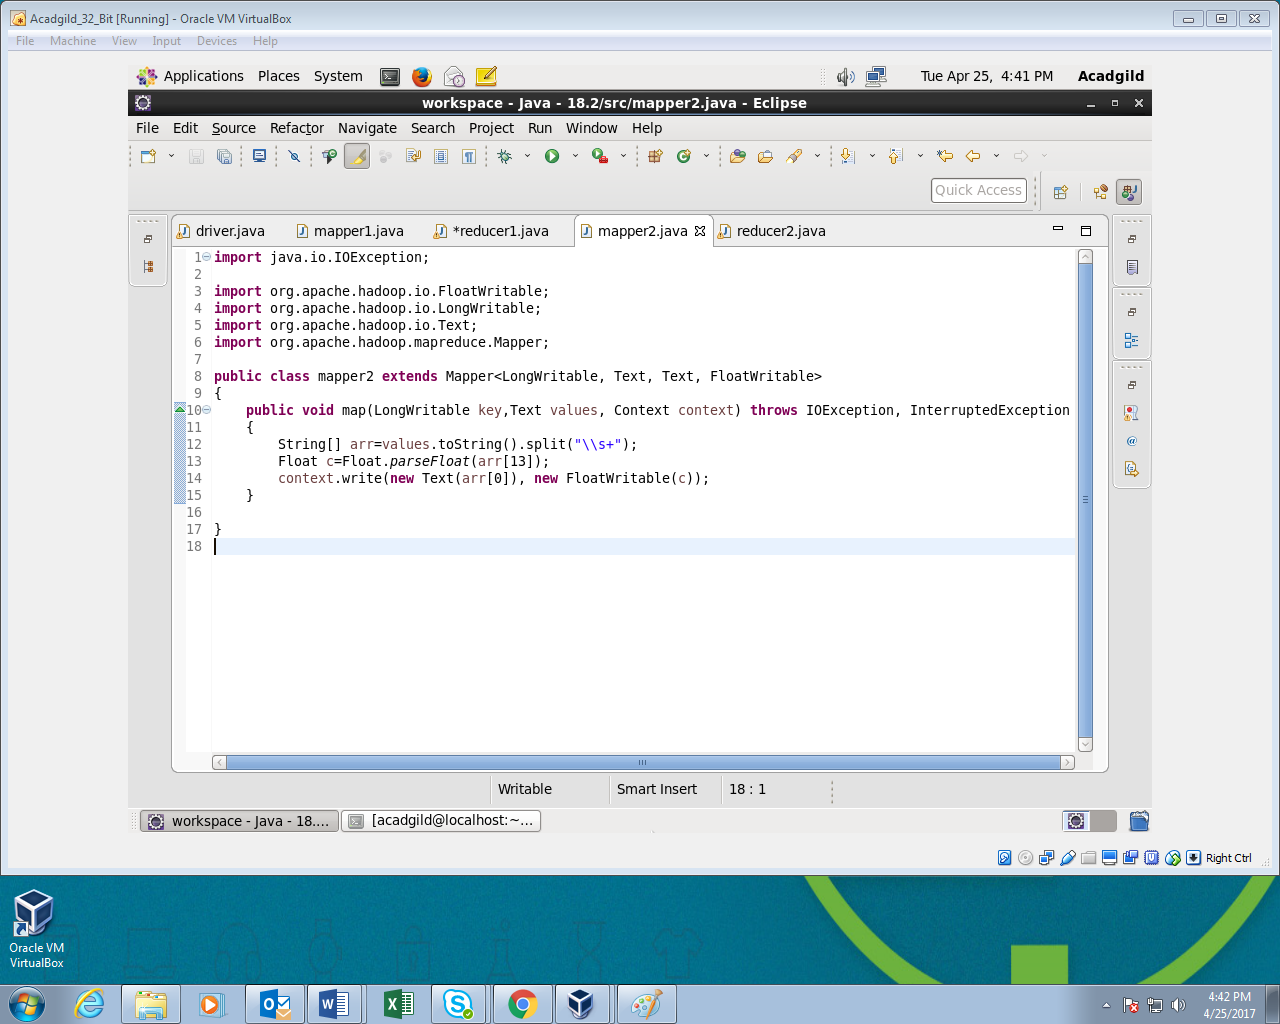 Acadgild_32_Bit [Running] - Oracle VM VirtualBox
File Machine View Input Devices Help
Applications Places System Tue Apr 25, 4:41 PM Acadgild
workspace - Java - 18.2/src/mapper2.java - Eclipse
File Edit Source Refactor Navigate Search Project Run Window Help
Quick Access
driver.java mapper1.java *reducer1.java mapper2.java reducer2.java
1 import java.io.IOException;
2
3 import org.apache.hadoop.io.FloatWritable;
4 import org.apache.hadoop.io.LongWritable;
5 import org.apache.hadoop.io.Text;
6 import org.apache.hadoop.mapreduce.Mapper;
7
8 public class mapper2 extends Mapper<LongWritable, Text, Text, FloatWritable>
9 {
10 public void map(LongWritable key,Text values, Context context) throws IOException, InterruptedException
11 {
12 String[] arr=values.toString().split("\\s+");
13 Float c=Float.parseFloat(arr[13]);
14 context.write(new Text(arr[0]), new FloatWritable(c));
15 }
16
17 }
18
Writable Smart Insert 18 : 1
workspace - Java - 18.... [acadgild@localhost:~...
Right Ctrl
Oracle VM
VirtualBox
4:42 PM
4/25/2017